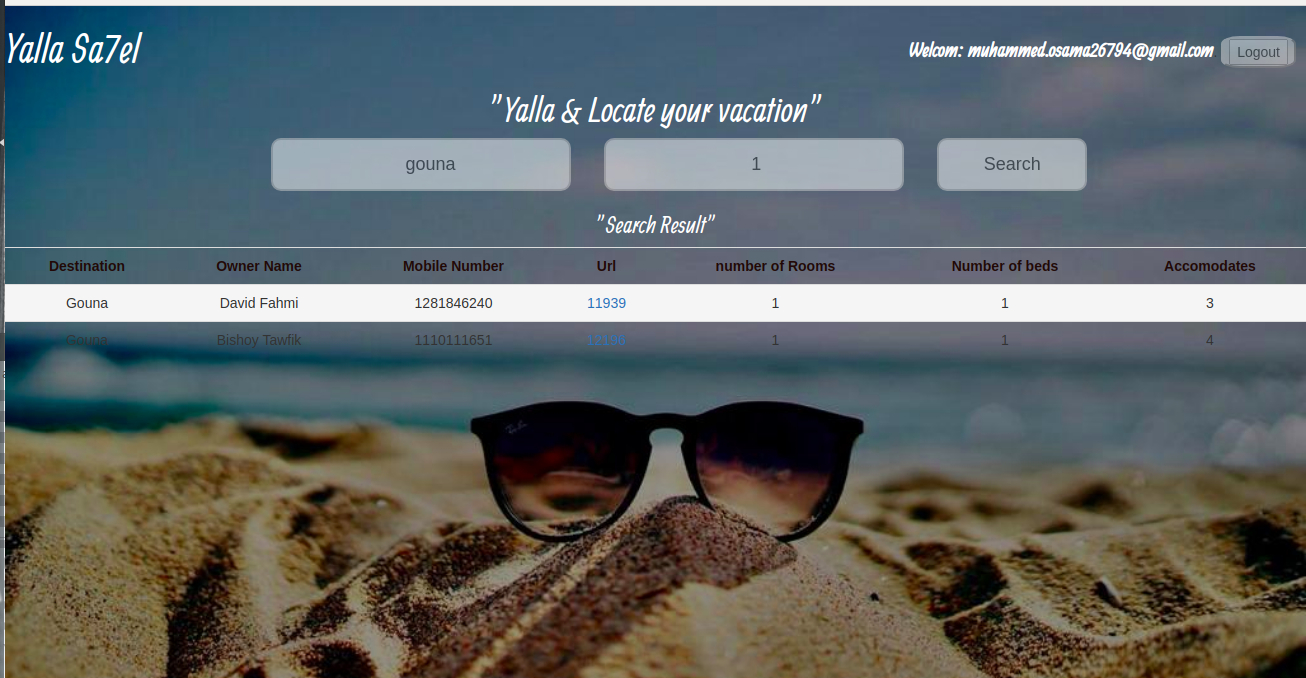 Yalla Sa7el
Welcom: muhammed.osama26794@gmail.com Logout
"Yalla & Locate your vacation"
gouna 1 Search
"Search Result"
Destination Owner Name Mobile Number Url number of Rooms Number of beds Accomodates
Gouna David Fahmi 1281846240 11939 1 1 3
Gouna Bishoy Tawfik 1110111651 1 1 4
Ray-Ban